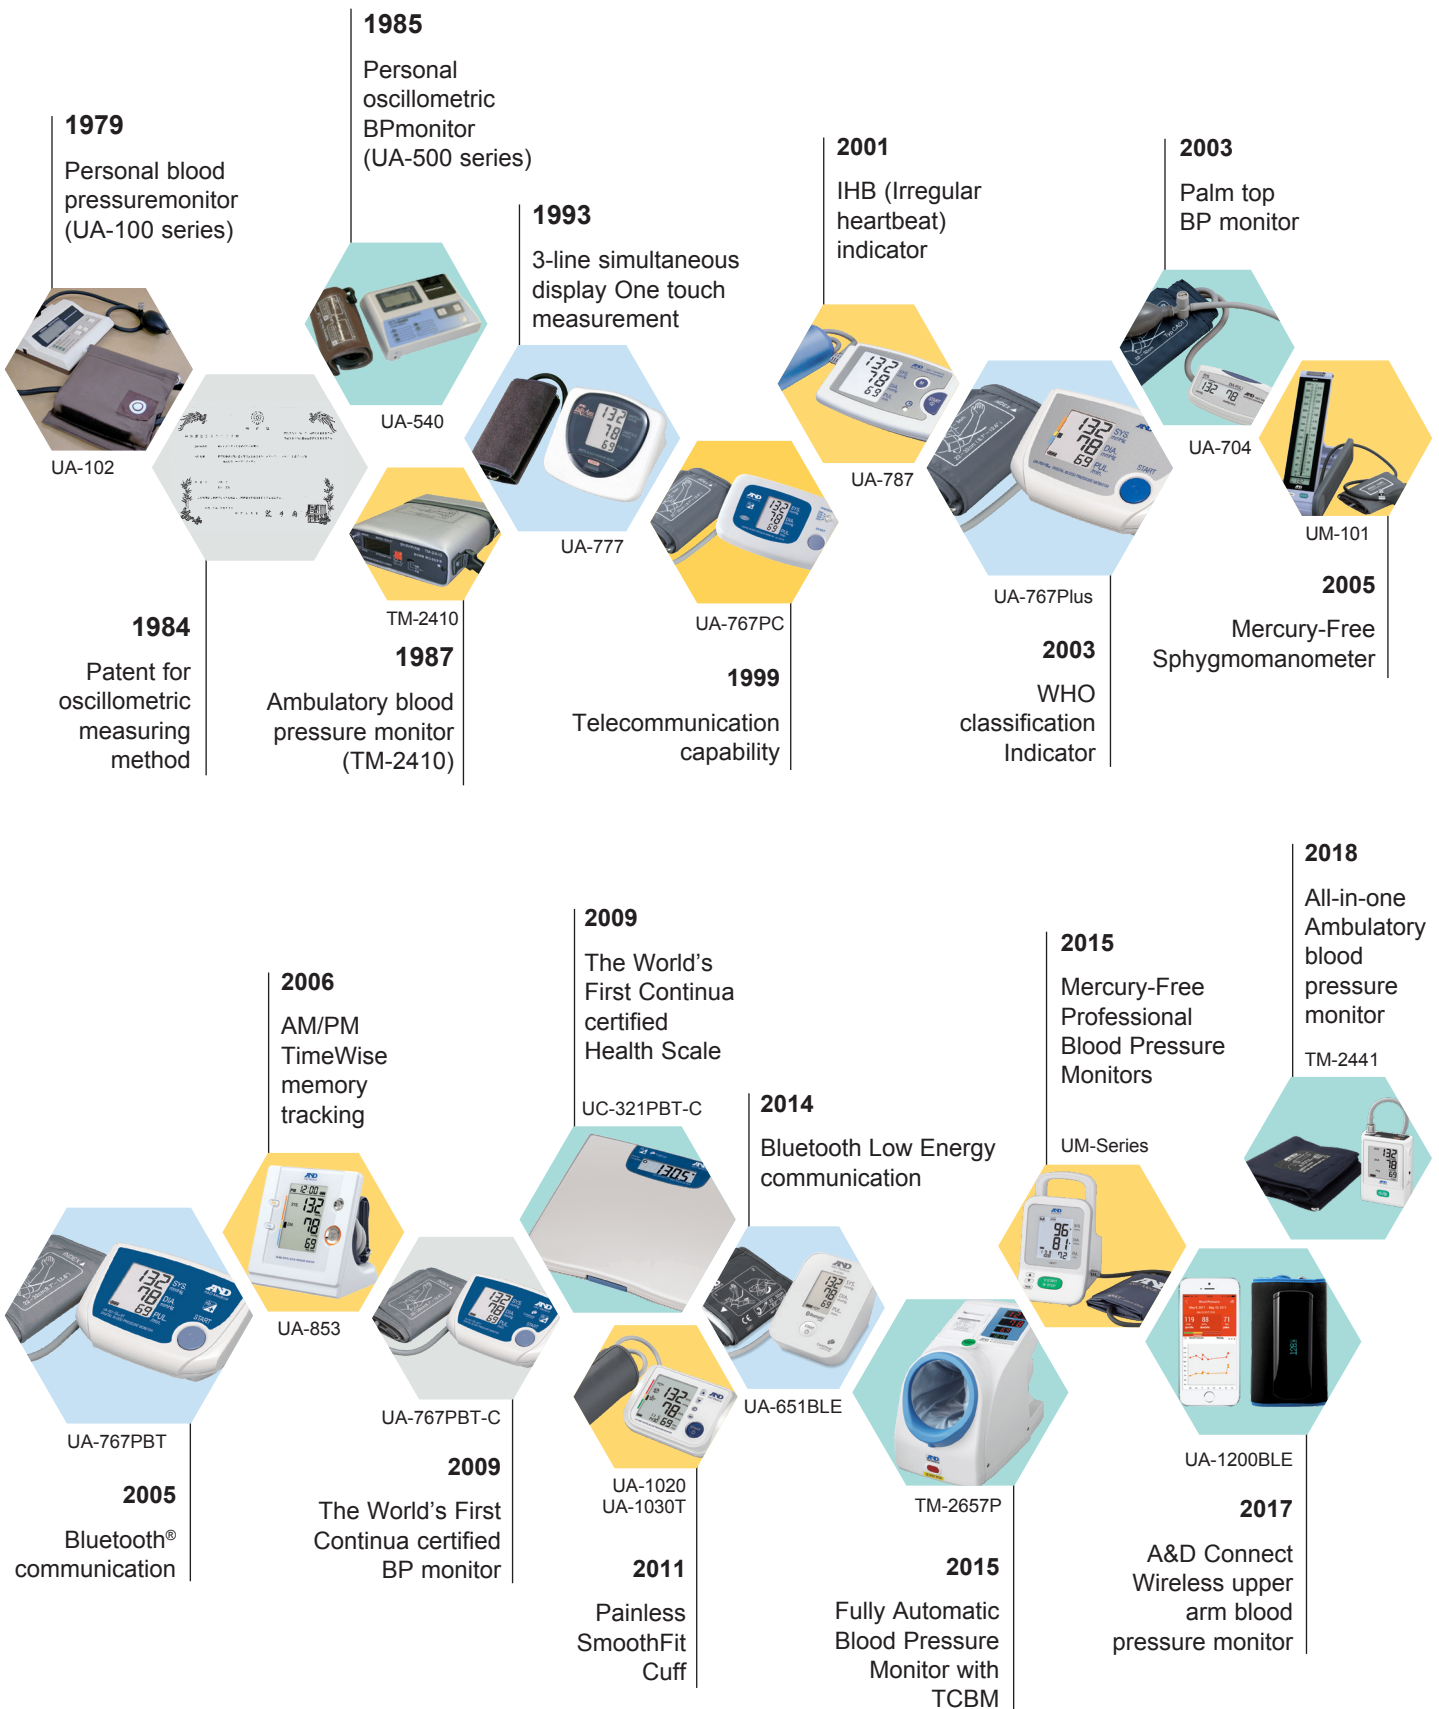 1979
Personal blood
pressuremonitor
(UA-100 series)
UA-102
1984
Patent for
oscillometric
measuring
method
1985
Personal
oscillometric
BPmonitor
(UA-500 series)
UA-540
TM-2410
1987
Ambulatory blood
pressure monitor
(TM-2410)
1993
3-line simultaneous
display One touch
measurement
UA-777
UA-767PC
1999
Telecommunication
capability
2001
IHB (Irregular
heartbeat)
indicator
UA-787
UA-767Plus
2003
WHO
classification
Indicator
2003
Palm top
BP monitor
UA-704
UM-101
2005
Mercury-Free
Sphygmomanometer
UA-767PBT
2005
Bluetooth®
communication
2006
AM/PM
TimeWise
memory
tracking
UA-853
UA-767PBT-C
2009
The World's First
Continua certified
BP monitor
2009
The World's
First Continua
certified
Health Scale
UC-321PBT-C
UA-1020
UA-1030T
2011
Painless
SmoothFit
Cuff
2014
Bluetooth Low Energy
communication
UA-651BLE
TM-2657P
2015
Fully Automatic
Blood Pressure
Monitor with
TCBM
2015
Mercury-Free
Professional
Blood Pressure
Monitors
UM-Series
UA-1200BLE
2017
A&D Connect
Wireless upper
arm blood
pressure monitor
2018
All-in-one
Ambulatory
blood
pressure
monitor
TM-2441